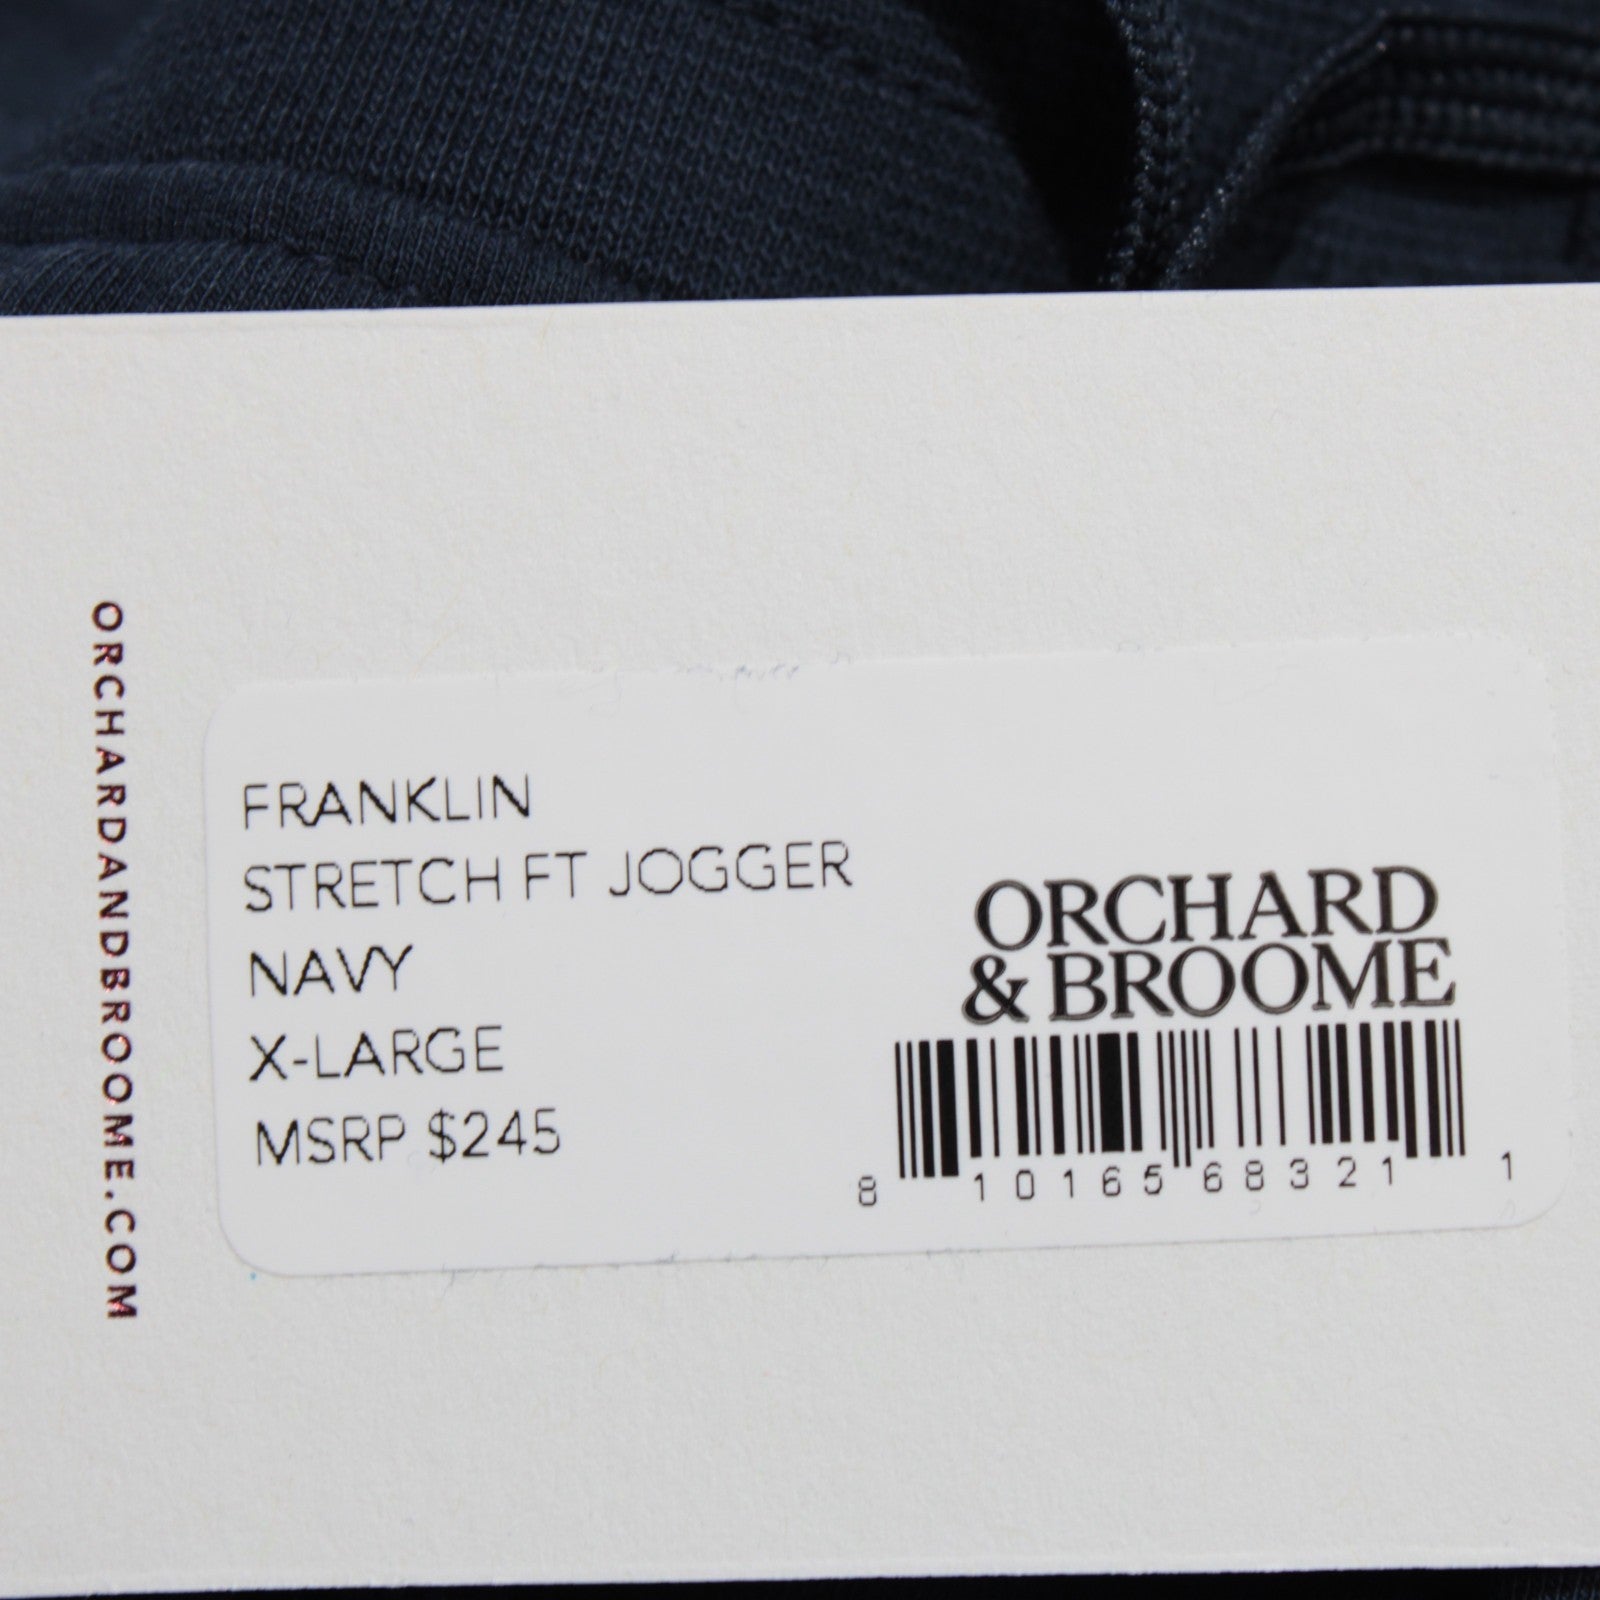 ORCHARDANDBROOME.COM
FRANKLIN
STRETCH FT JOGGER
NAVY
X-LARGE
MSRP $245
ORCHARD
& BROOME
8 10165 68321 1